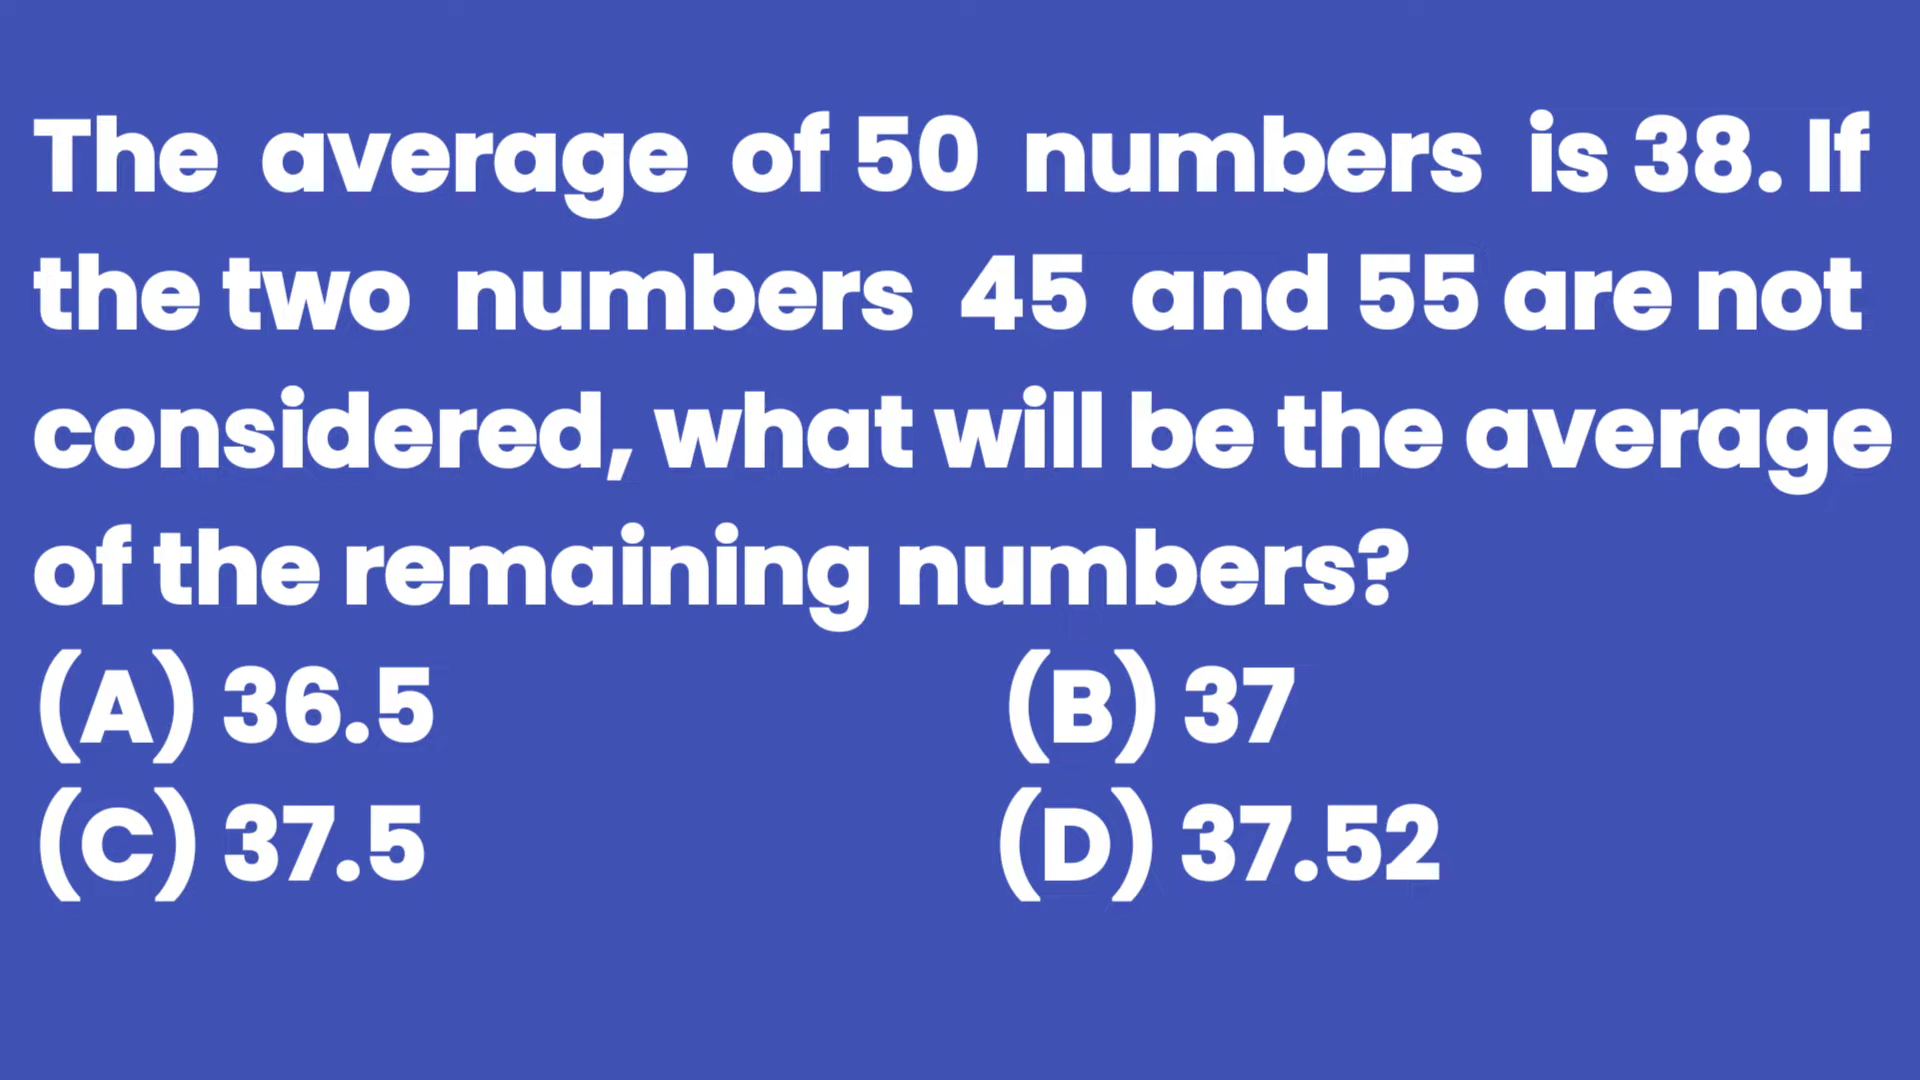 The average of 50 numbers is 38. If
the two numbers 45 and 55 are not
considered, what will be the average
of the remaining numbers?
(A) 36.5 (B) 37
(C) 37.5 (D) 37.52